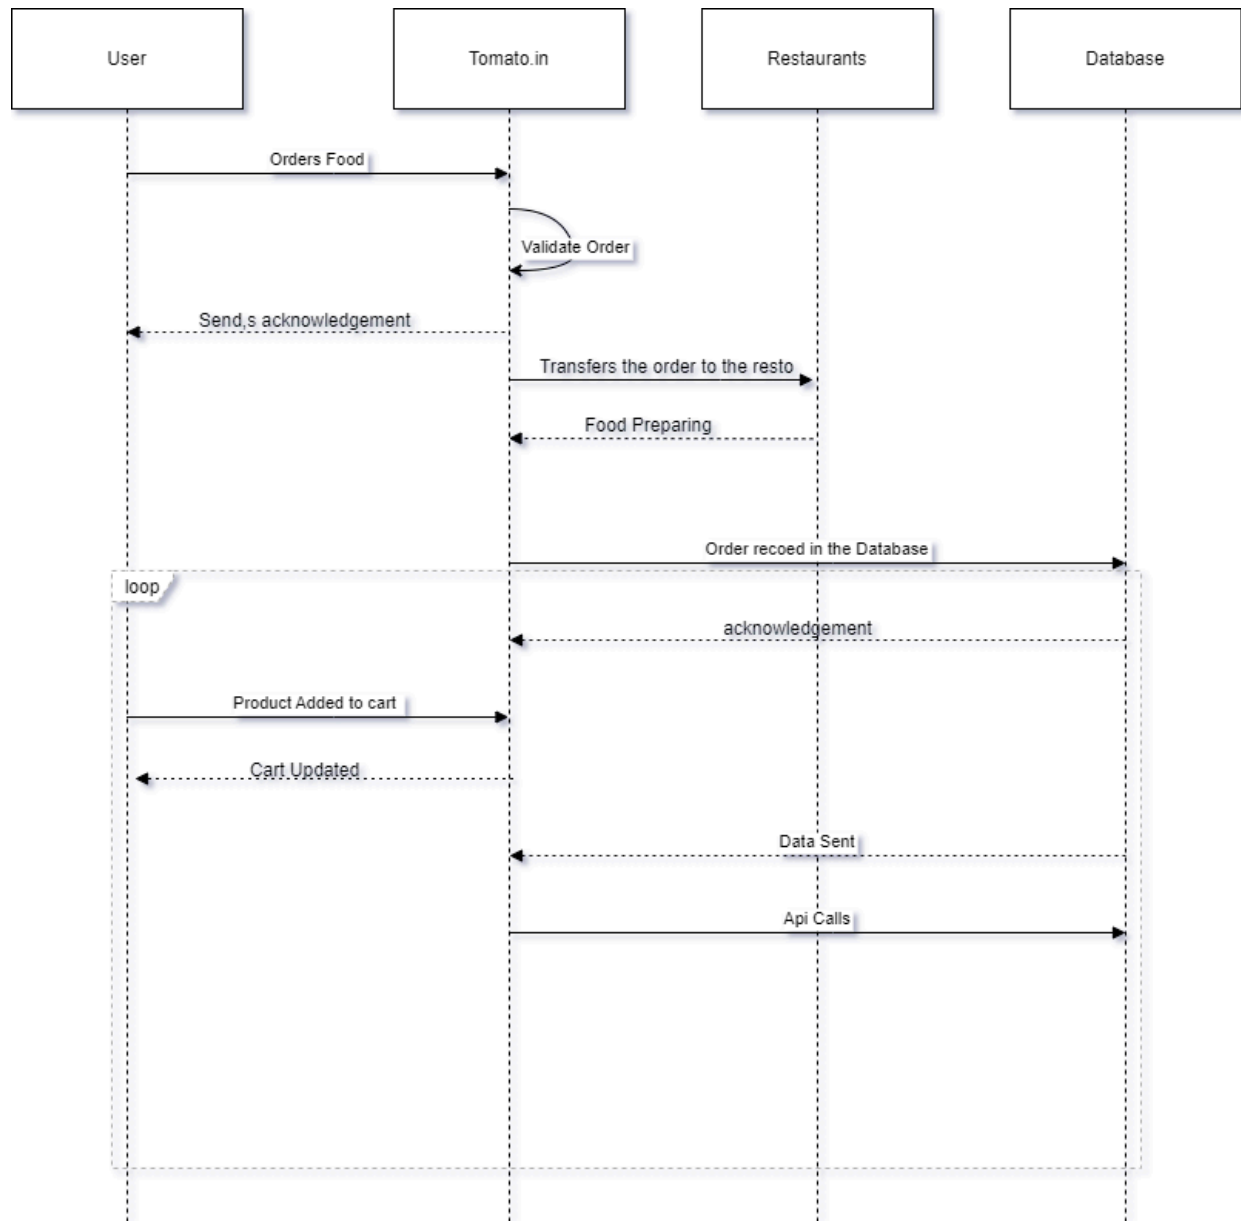 User
Tomato.in
Restaurants
Database
Orders Food
Validate Order
Send,s acknowledgement
Transfers the order to the resto
Food Preparing
Order recoed in the Database
loop
acknowledgement
Product Added to cart
Cart Updated
Data Sent
Api Calls